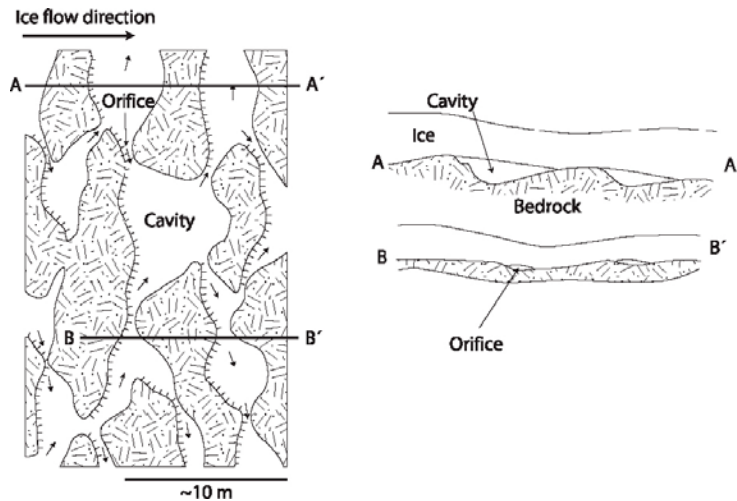 Ice flow direction
A A´
Orifice
Cavity
B B´
~10 m
Cavity
Ice
A A
Bedrock
B B´
Orifice